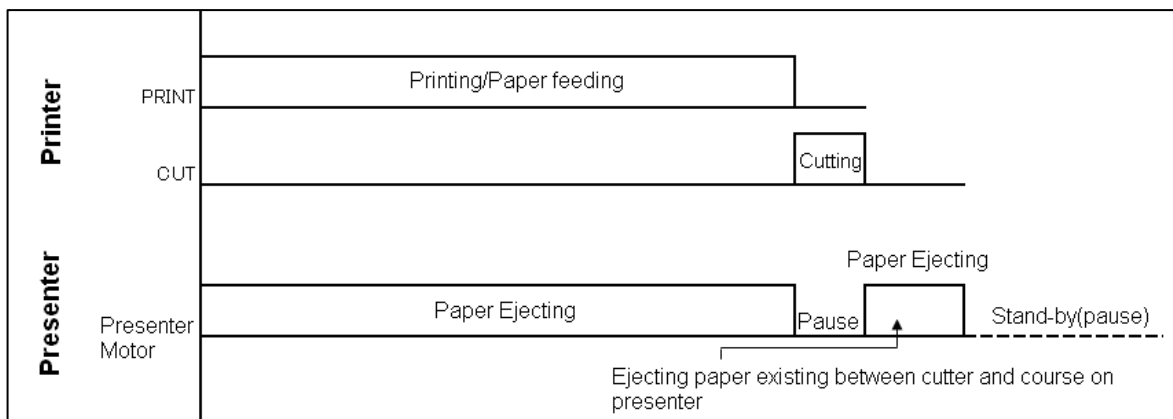 Printer
PRINT
Printing/Paper feeding
CUT
Cutting
Presenter
Presenter
Motor
Paper Ejecting
Pause
Paper Ejecting
Stand-by(pause)
Ejecting paper existing between cutter and course on
presenter